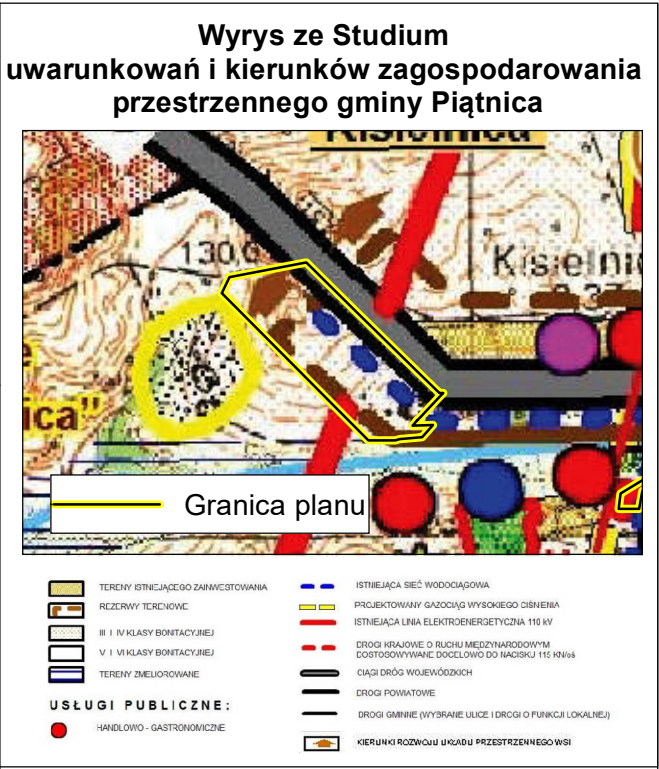 Wyrys ze Studium
uwarunkowań i kierunków zagospodarowania
przestrzennego gminy Piątnica
Kisielnica
130,0
Kisielni
ica"
Granica planu
TERENY ISTNIEJĄCEGO ZAINWESTOWANIA
REZERWY TERENOWE
III I IV KLASY BONITACYJNEJ
V I VI KLASY BONITACYJNEJ
TERENY ZMELIOROWANE
USŁUGI PUBLICZNE:
HANDLOWO - GASTRONOMICZNE
ISTNIEJĄCA SIEĆ WODOCIĄGOWA
PROJEKTOWANY GAZOCIĄG WYSOKIEGO CIŚNIENIA
ISTNIEJĄCA LINIA ELEKTROENERGETYCZNA 110 kV
DROGI KRAJOWE O RUCHU MIĘDZYNARODOWYM
DOSTOSOWYWANE DOCELOWO DO NACISKU 115 KN/oś
CIĄGI DRÓG WOJEWÓDZKICH
DROGI POWIATOWE
DROGI GMINNE (WYBRANE ULICE I DROGI O FUNKCJI LOKALNEJ)
KIERUNKI ROZWOJU UKŁADU PRZESTRZENNEGO WSI